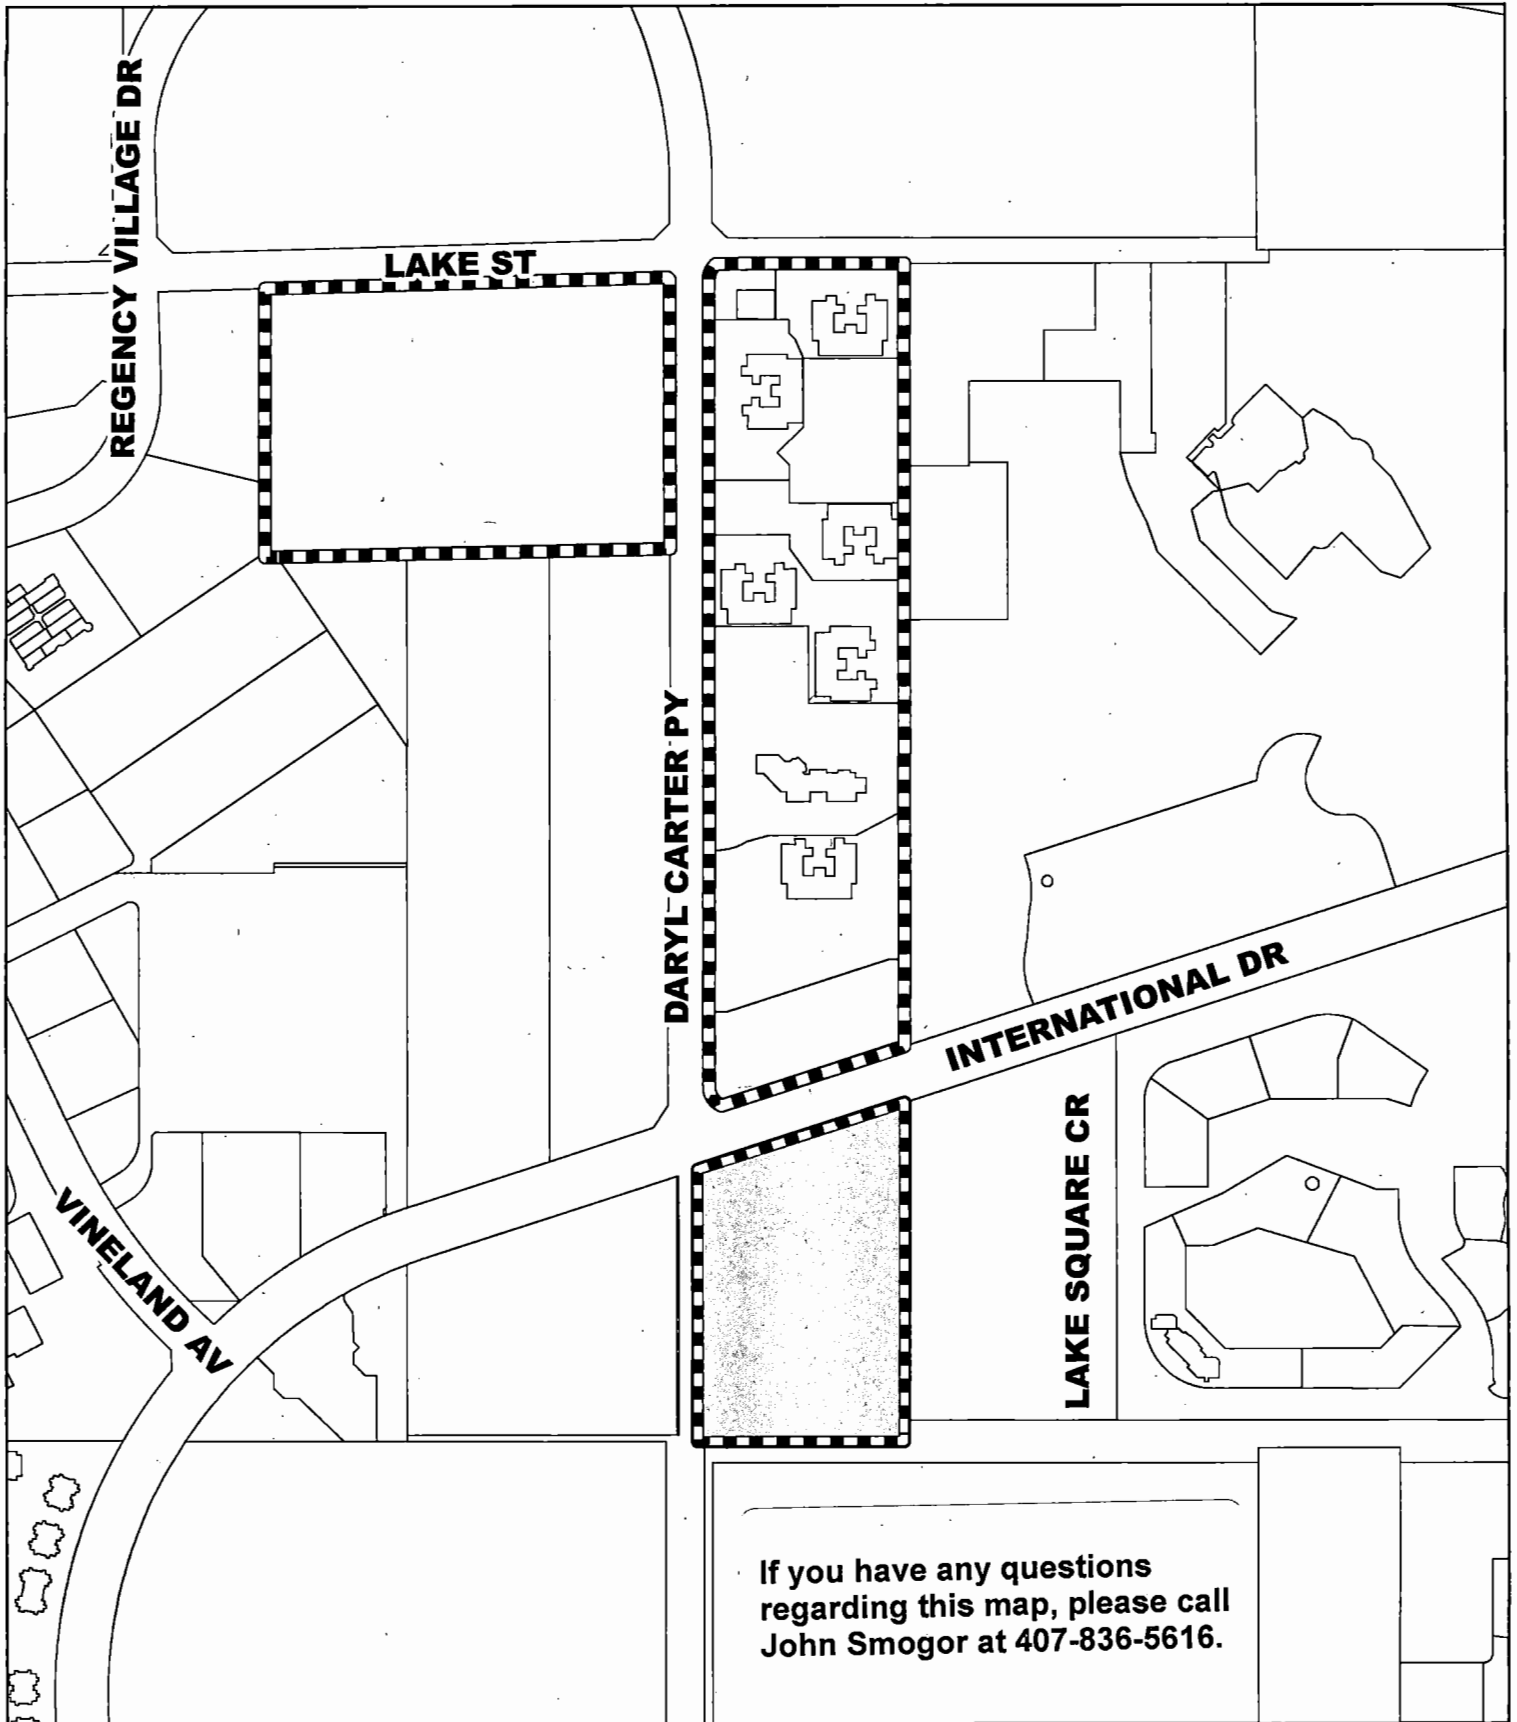 REGENCY VILLAGE DR
LAKE ST
DARYL CARTER PY
INTERNATIONAL DR
LAKE SQUARE CR
VINELAND AV
If you have any questions
regarding this map, please call
John Smogor at 407-836-5616.